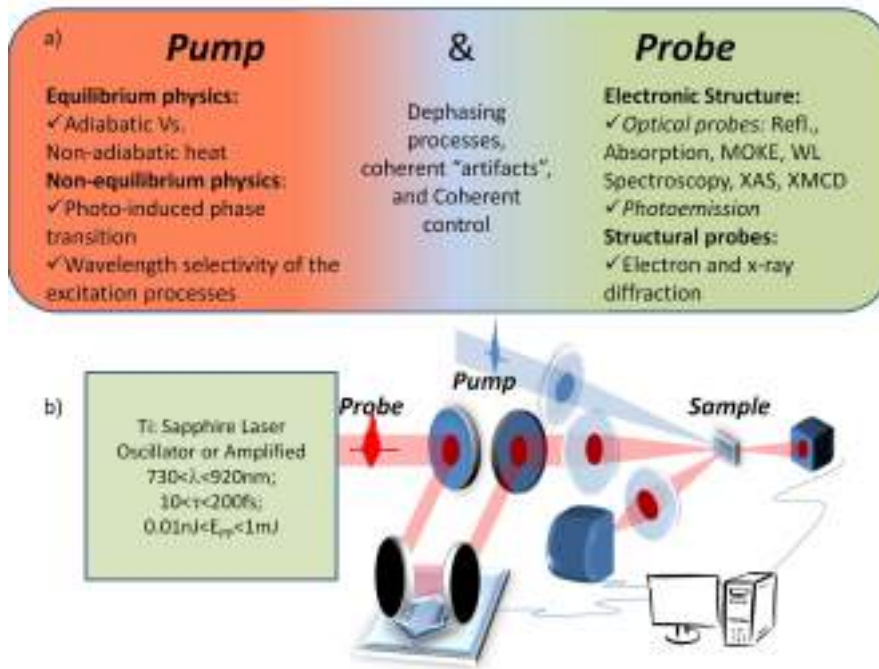 a)
Pump
&
Probe
Equilibrium physics:
✓Adiabatic Vs.
Non-adiabatic heat
Non-equilibrium physics:
✓Photo-induced phase
transition
✓Wavelength selectivity of the
excitation processes
Dephasing
processes,
coherent “artifacts”,
and Coherent
control
Electronic Structure:
✓Optical probes: Refl.,
Absorption, MOKE, WL
Spectroscopy, XAS, XMCD
✓Photaemission
Structural probes:
✓Electron and x-ray
diffraction
b)
Ti: Sapphire Laser
Oscillator or Amplified
730<λ<920nm;
10<τ<200fs;
0.01nJ<Epp<1mJ
Probe
Pump
Sample